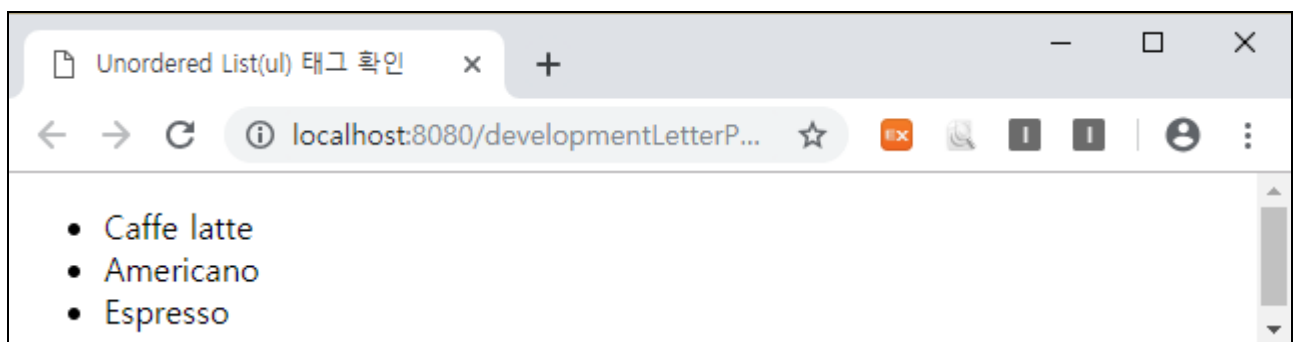 Unordered List(ul) 태그 확인
localhost:8080/developmentLetterP...
Caffe latte
Americano
Espresso